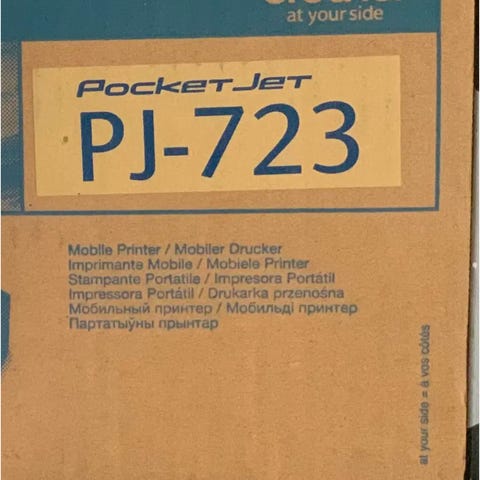 at your side
PocketJet
PJ-723
Mobile Printer / Mobiler Drucker
Imprimante Mobile / Mobiele Printer
Stampante Portatile / Impresora Portátil
Impressora Portátil / Drukarka przenośna
Мобильный принтер / Мобильді принтер
Партатыўны прынтар
at your side = à vos côtés